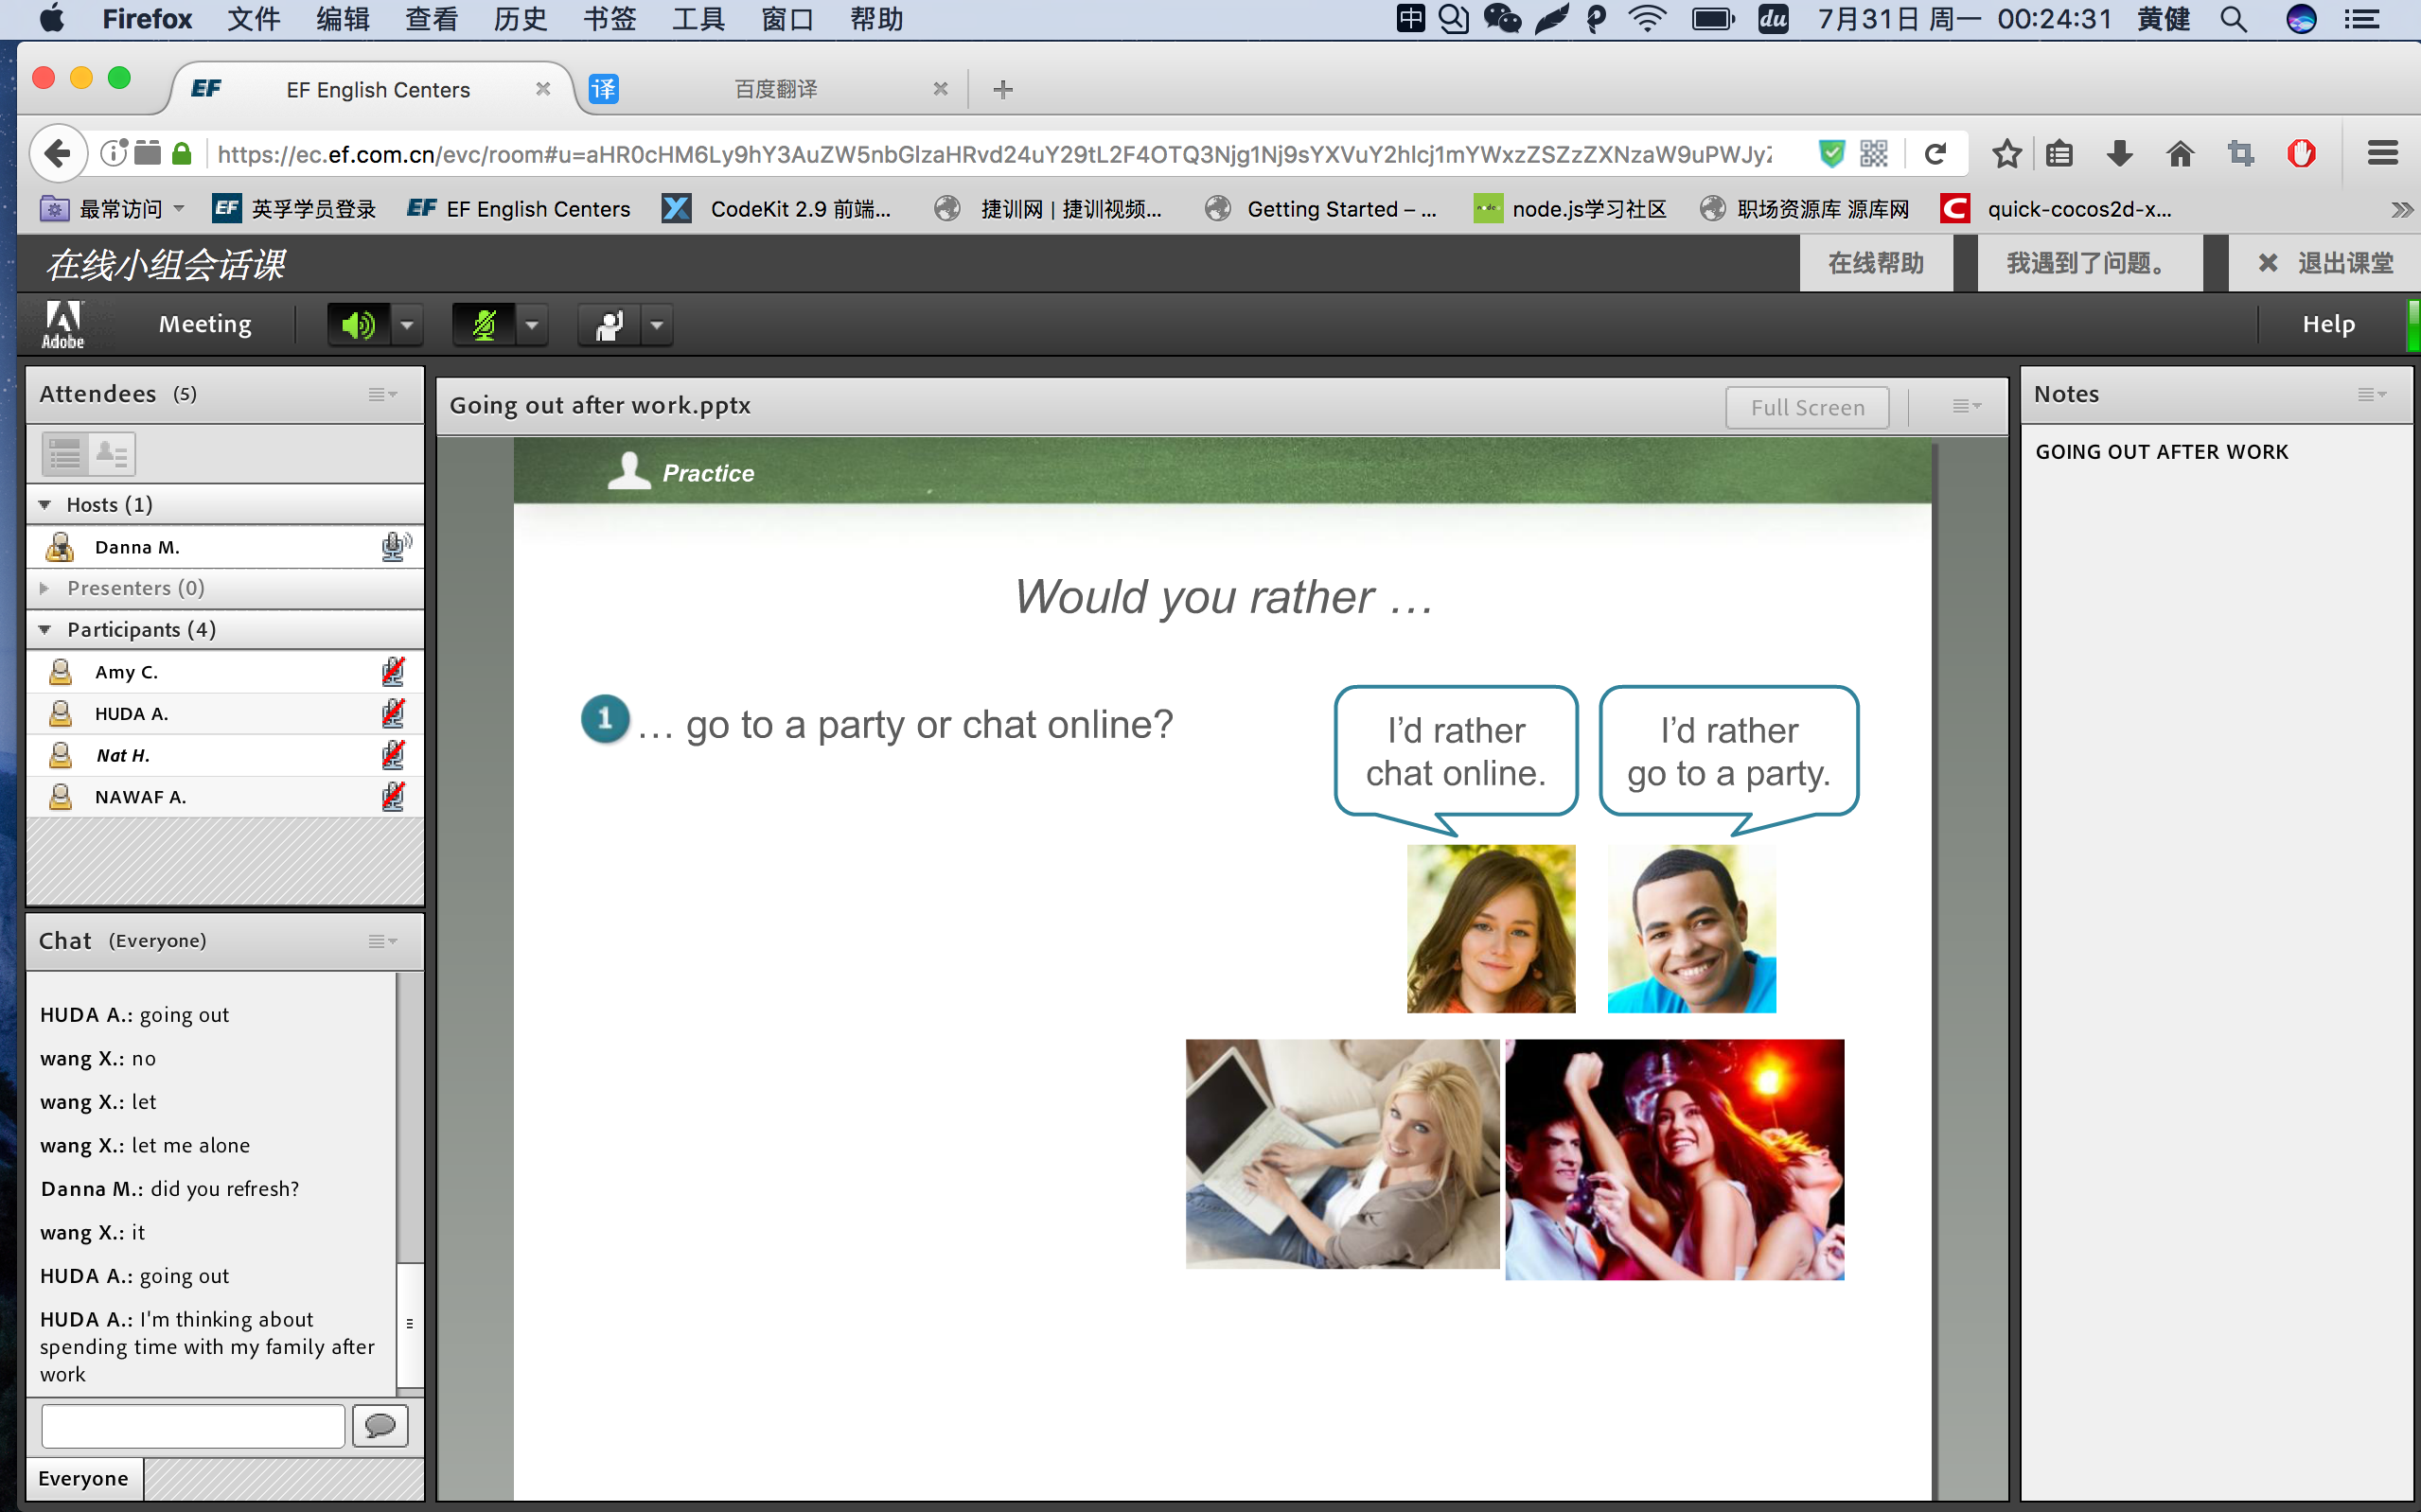 Firefox 文件 编辑 查看 历史 书签 工具 窗口 帮助 中 du 7月31日 周一 00:24:31 黄健
EF EF English Centers 译 百度翻译
https://ec.ef.com.cn/evc/room#u=
最常访问 EF 英孚学员登录 EF EF English Centers CodeKit 2.9 前端... 捷训网 | 捷训视频... Getting Started – ... node.js学习社区 职场资源库 源库网 quick-cocos2d-x...
在线小组会话课 在线帮助 我遇到了问题。 退出课堂
Adobe Meeting Help
Attendees (5)
Hosts (1)
Danna M.
Presenters (0)
Participants (4)
Amy C.
HUDA A.
Nat H.
NAWAF A.
Chat (Everyone)
HUDA A.: going out
wang X.: no
wang X.: let
wang X.: let me alone
Danna M.: did you refresh?
wang X.: it
HUDA A.: going out
HUDA A.: I'm thinking about
spending time with my family after
work
Everyone
Going out after work.pptx Full Screen
Practice
Would you rather ...
1 ... go to a party or chat online?
I'd rather
chat online.
I'd rather
go to a party.
Notes
GOING OUT AFTER WORK